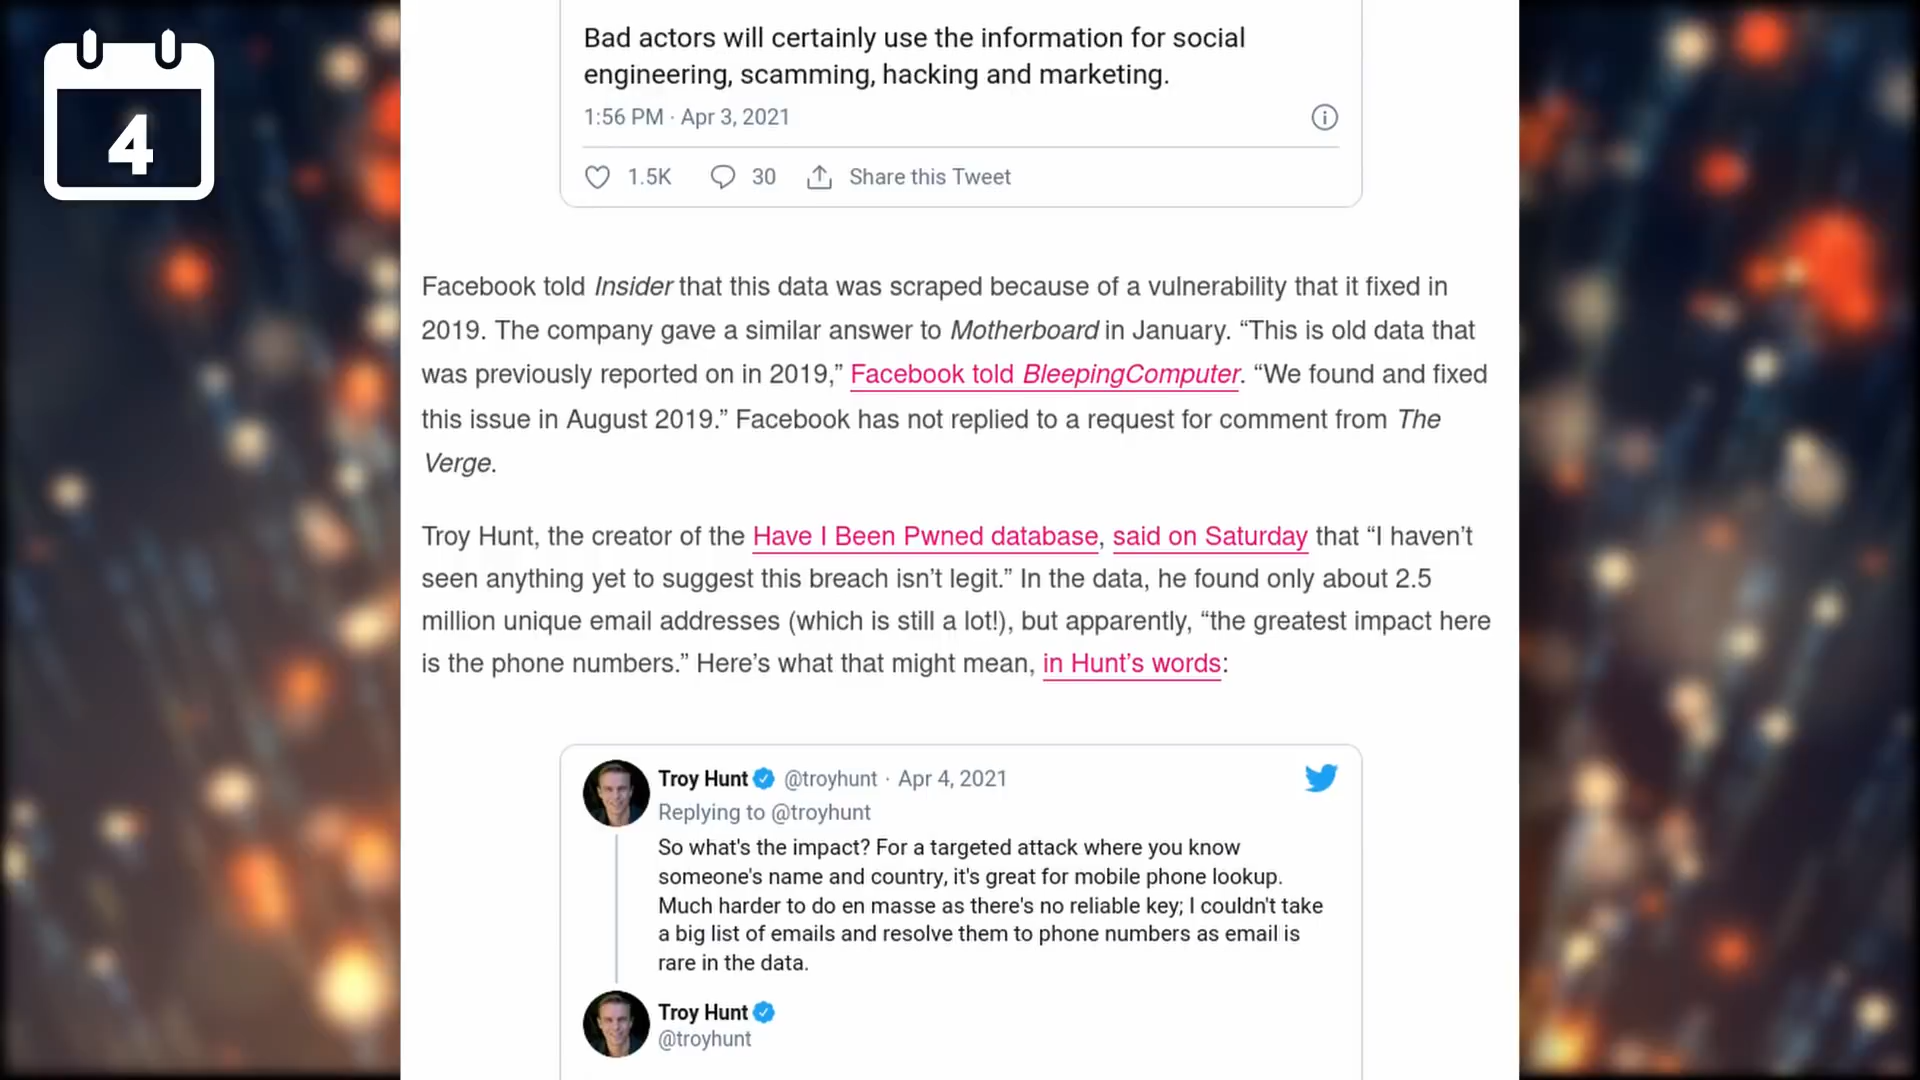 4
Bad actors will certainly use the information for social
engineering, scamming, hacking and marketing.
1:56 PM · Apr 3, 2021
1.5K 30 Share this Tweet
Facebook told Insider that this data was scraped because of a vulnerability that it fixed in
2019. The company gave a similar answer to Motherboard in January. “This is old data that
was previously reported on in 2019,” Facebook told BleepingComputer. “We found and fixed
this issue in August 2019.” Facebook has not replied to a request for comment from The
Verge.
Troy Hunt, the creator of the Have I Been Pwned database, said on Saturday that “I haven’t
seen anything yet to suggest this breach isn’t legit.” In the data, he found only about 2.5
million unique email addresses (which is still a lot!), but apparently, “the greatest impact here
is the phone numbers.” Here’s what that might mean, in Hunt’s words:
Troy Hunt @troyhunt · Apr 4, 2021
Replying to @troyhunt
So what's the impact? For a targeted attack where you know
someone's name and country, it's great for mobile phone lookup.
Much harder to do en masse as there's no reliable key; I couldn't take
a big list of emails and resolve them to phone numbers as email is
rare in the data.
Troy Hunt
@troyhunt